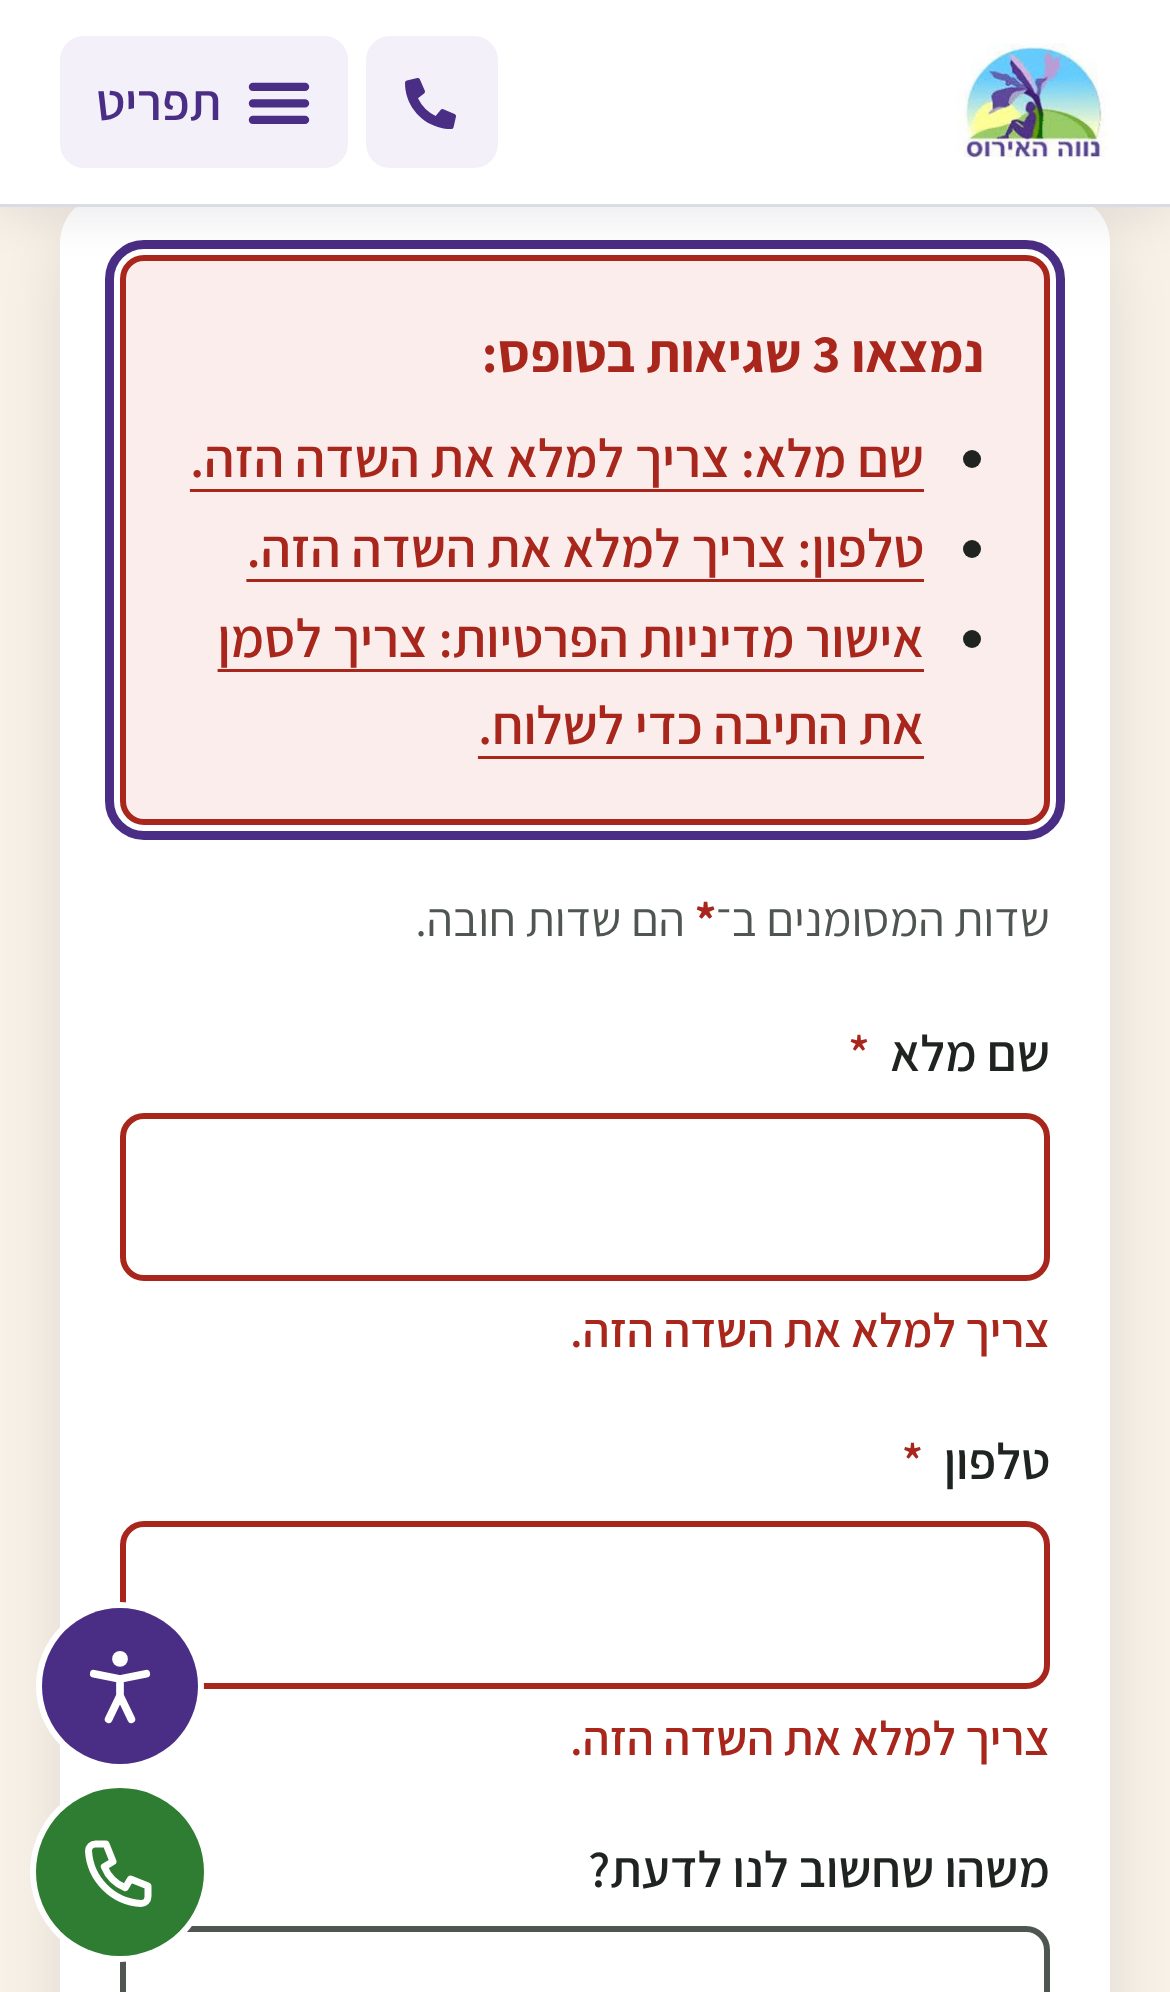 נווה האירוס
תפריט
נמצאו 3 שגיאות בטופס:
שם מלא: צריך למלא את השדה הזה.
טלפון: צריך למלא את השדה הזה.
אישור מדיניות הפרטיות: צריך לסמן
את התיבה כדי לשלוח.
שדות המסומנים ב־* הם שדות חובה.
שם מלא *
צריך למלא את השדה הזה.
טלפון *
צריך למלא את השדה הזה.
משהו שחשוב לנו לדעת?